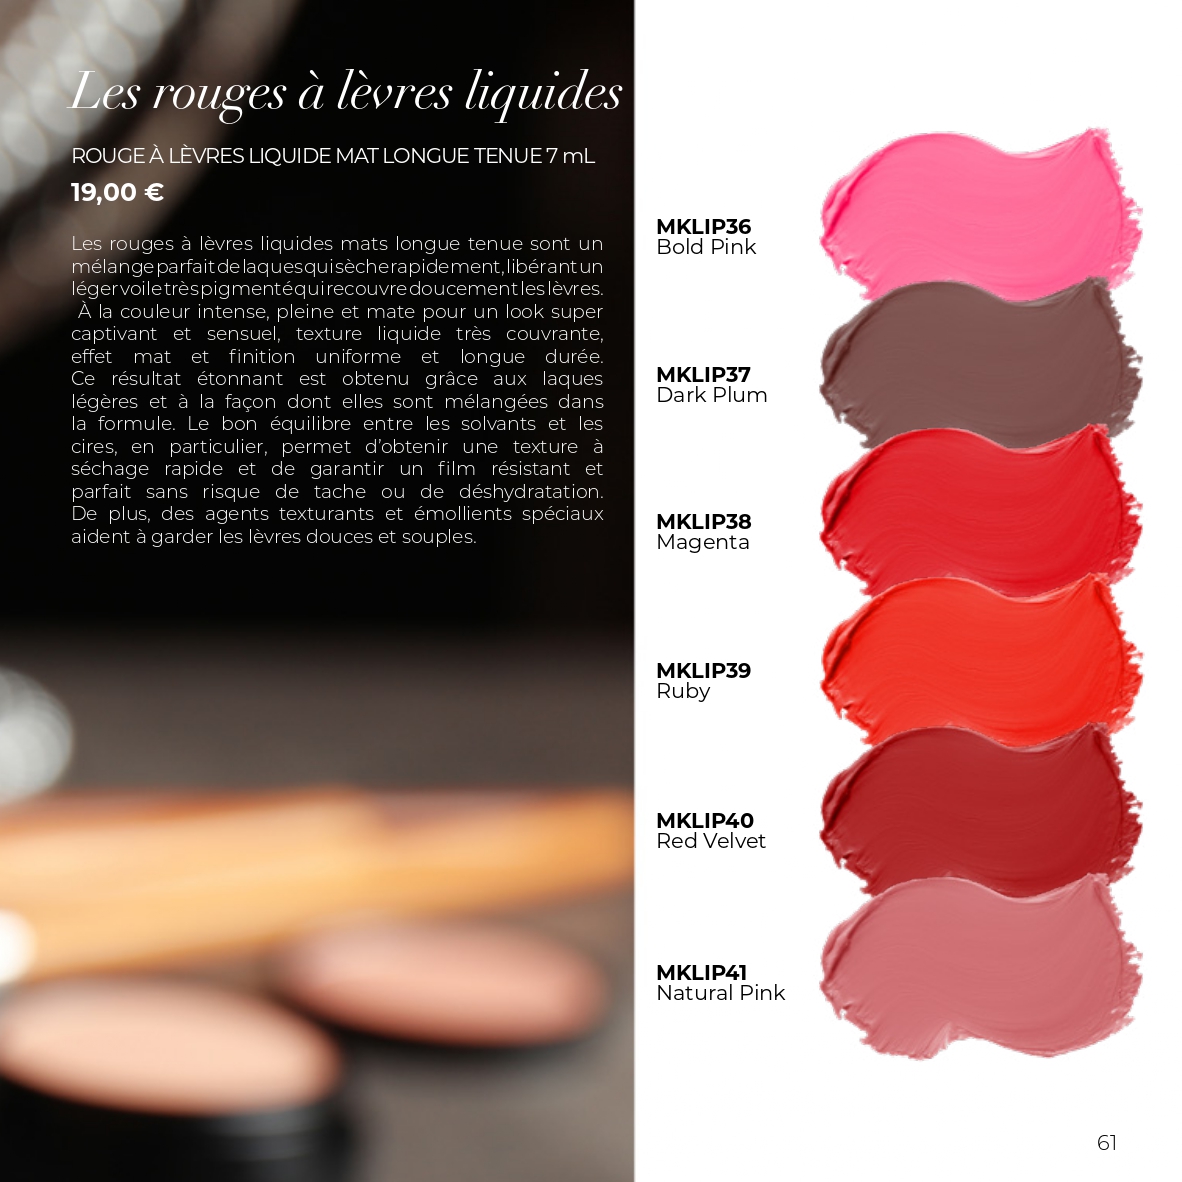 Les rouges à lèvres liquides
ROUGE À LÈVRES LIQUIDE MAT LONGUE TENUE 7 mL
19,00 €
Les rouges à lèvres liquides mats longue tenue sont un
mélange parfait de laques qui sèche rapidement, libérant un
léger voile très pigmenté qui recouvre doucement les lèvres.
À la couleur intense, pleine et mate pour un look super
captivant et sensuel, texture liquide très couvrante,
effet mat et finition uniforme et longue durée.
Ce résultat étonnant est obtenu grâce aux laques
légères et à la façon dont elles sont mélangées dans
la formule. Le bon équilibre entre les solvants et les
cires, en particulier, permet d’obtenir une texture à
séchage rapide et de garantir un film résistant et
parfait sans risque de tache ou de déshydratation.
De plus, des agents texturants et émollients spéciaux
aident à garder les lèvres douces et souples.
MKLIP36
Bold Pink
MKLIP37
Dark Plum
MKLIP38
Magenta
MKLIP39
Ruby
MKLIP40
Red Velvet
MKLIP41
Natural Pink
61